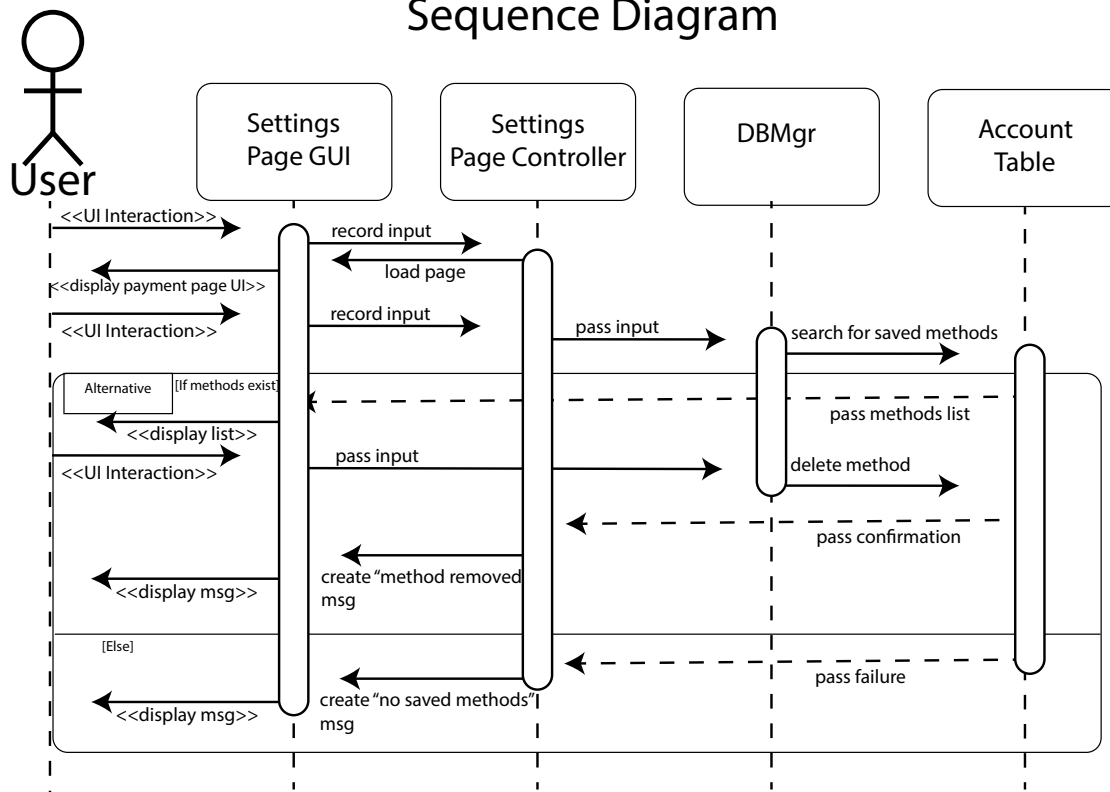 Sequence Diagram
User
Settings
Page GUI
Settings
Page Controller
DBMgr
Account
Table
<<UI Interaction>>
record input
load page
<<display payment page UI>>
<<UI Interaction>>
record input
pass input
search for saved methods
Alternative
[If methods exist]
pass methods list
<<display list>>
<<UI Interaction>>
pass input
delete method
pass confirmation
create “method removed
msg
<<display msg>>
[Else]
pass failure
create “no saved methods”
msg
<<display msg>>